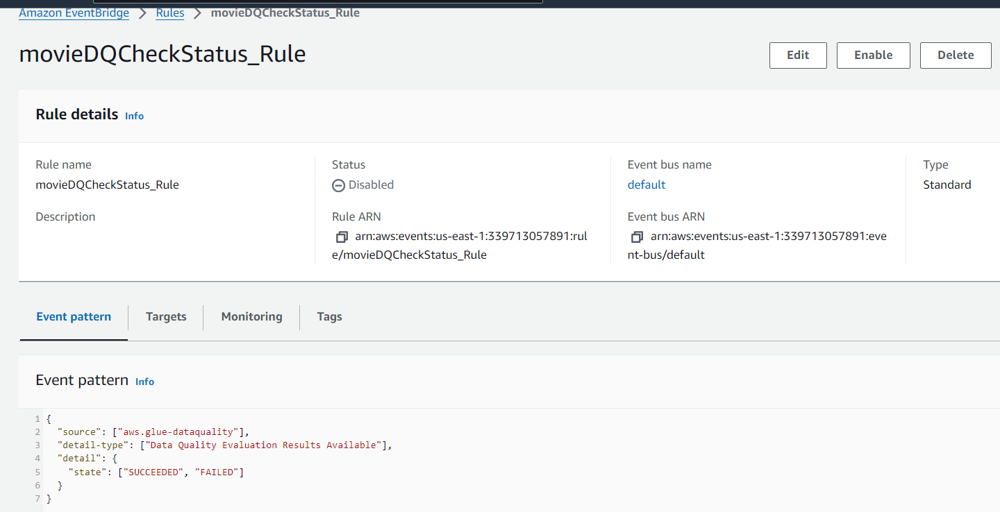 Amazon EventBridge > Rules > movieDQCheckStatus_Rule
movieDQCheckStatus_Rule
Edit Enable Delete
Rule details Info
Rule name
movieDQCheckStatus_Rule
Description
Status
Disabled
Rule ARN
arn:aws:events:us-east-1:339713057891:rul
e/movieDQCheckStatus_Rule
Event bus name
default
Event bus ARN
arn:aws:events:us-east-1:339713057891:eve
nt-bus/default
Type
Standard
Event pattern Targets Monitoring Tags
Event pattern Info
1 {
2 "source": ["aws.glue-dataquality"],
3 "detail-type": ["Data Quality Evaluation Results Available"],
4 "detail": {
5 "state": ["SUCCEEDED", "FAILED"]
6 }
7 }